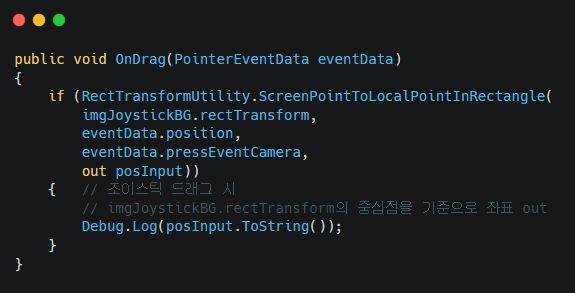 public void OnDrag(PointerEventData eventData)
{
    if (RectTransformUtility.ScreenPointToLocalPointInRectangle(
        imgJoystickBG.rectTransform,
        eventData.position,
        eventData.pressEventCamera,
        out posInput))
    {   // 조이스틱 드래그 시
        // imgJoystickBG.rectTransform의 중심점을 기준으로 좌표 out
        Debug.Log(posInput.ToString());
    }
}